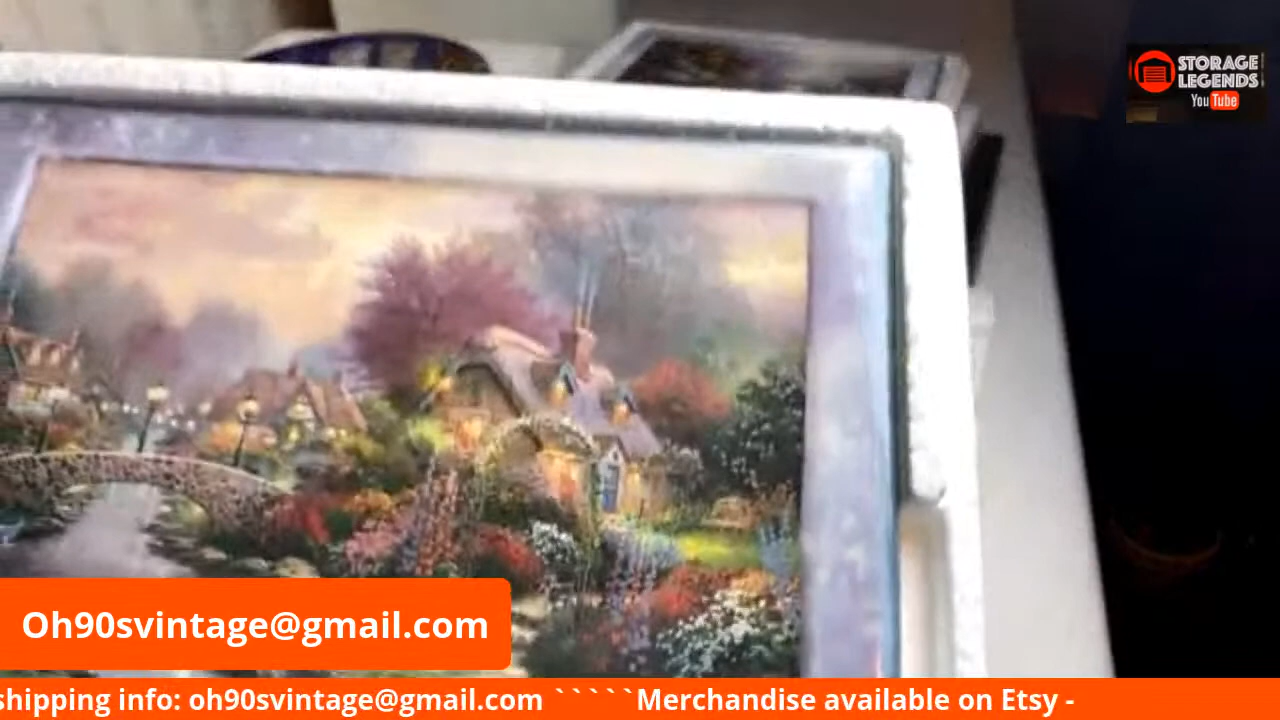 STORAGE
LEGENDS
YouTube
Oh90svintage@gmail.com
shipping info: oh90svintage@gmail.com `````Merchandise available on Etsy -